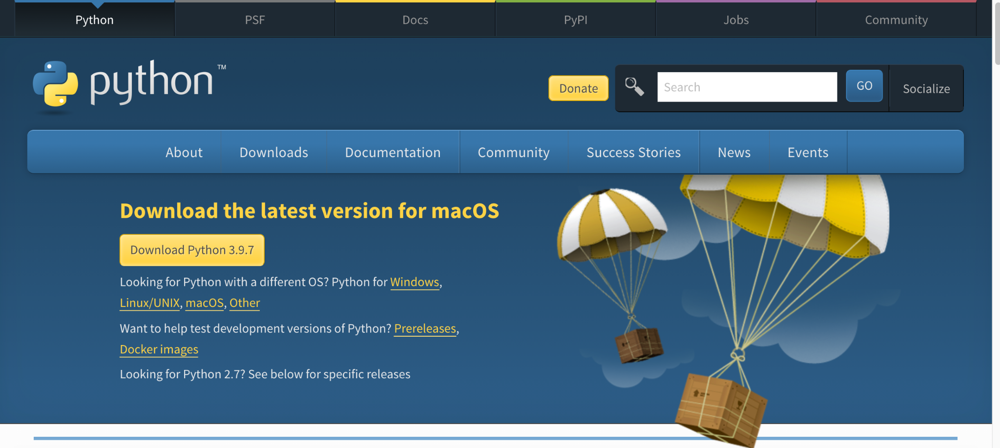 Python
PSF
Docs
PyPI
Jobs
Community
python™
Donate
Search
GO
Socialize
About
Downloads
Documentation
Community
Success Stories
News
Events
Download the latest version for macOS
Download Python 3.9.7
Looking for Python with a different OS? Python for Windows,
Linux/UNIX, macOS, Other
Want to help test development versions of Python? Prereleases,
Docker images
Looking for Python 2.7? See below for specific releases